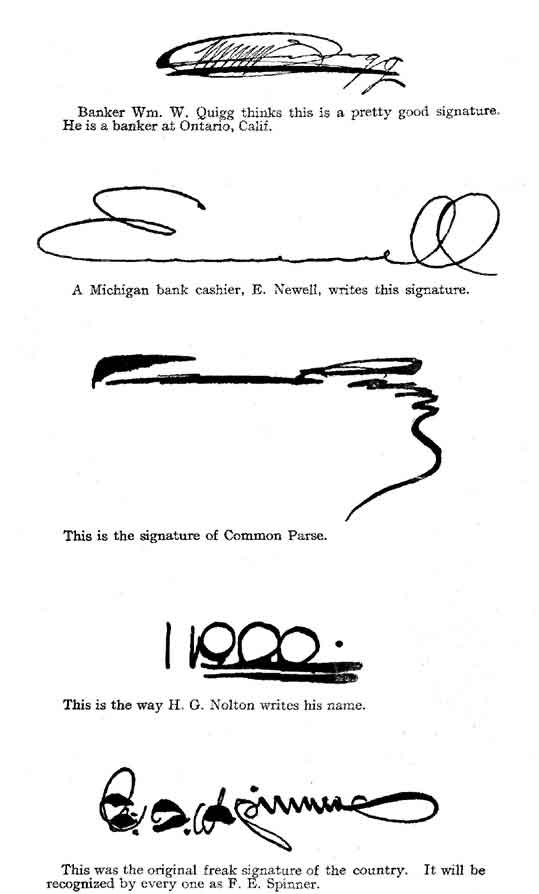 Banker Wm. W. Quigg thinks this is a pretty good signature.
He is a banker at Ontario, Calif.
A Michigan bank cashier, E. Newell, writes this signature.
This is the signature of Common Parse.
This is the way H. G. Nolton writes his name.
This was the original freak signature of the country. It will be
recognized by every one as F. E. Spinner.